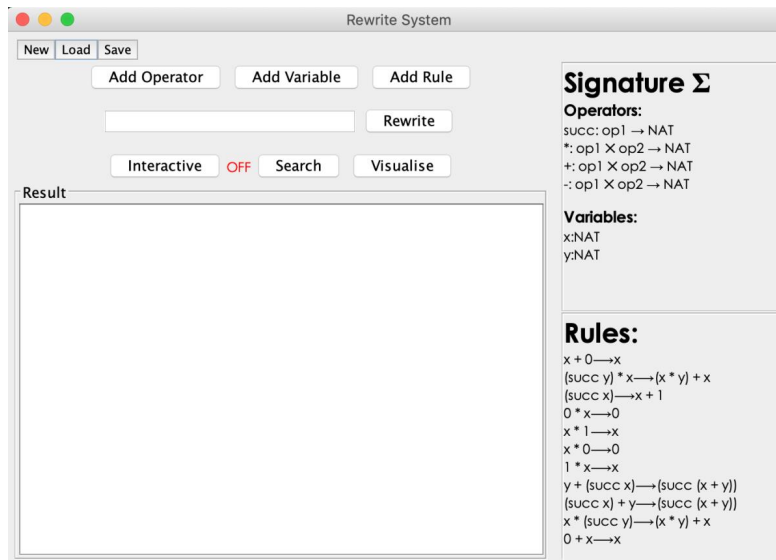 Rewrite System
New Load Save
Add Operator Add Variable Add Rule
Rewrite
Interactive OFF Search Visualise
Result
Signature Σ
Operators:
succ: op1 → NAT
*: op1 X op2 → NAT
+: op1 X op2 → NAT
-: op1 X op2 → NAT
Variables:
x:NAT
y:NAT
Rules:
x + 0⟶x
(succ y) * x⟶(x * y) + x
(succ x)⟶x + 1
0 * x⟶0
x * 1⟶x
x * 0⟶0
1 * x⟶x
y + (succ x)⟶(succ (x + y))
(succ x) + y⟶(succ (x + y))
x * (succ y)⟶(x * y) + x
0 + x⟶x